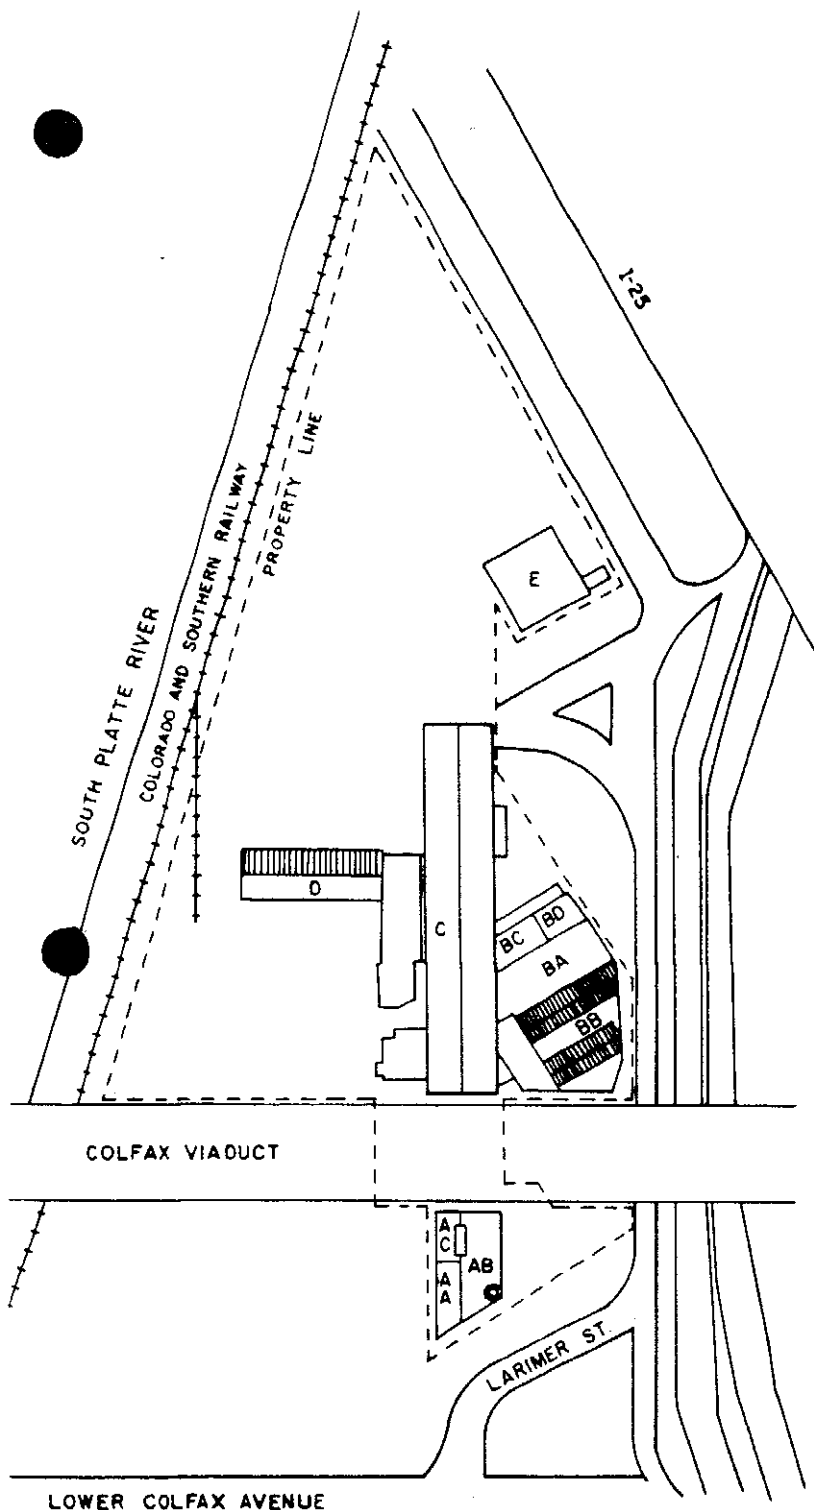 I-25
PROPERTY LINE
COLORADO AND SOUTHERN RAILWAY
SOUTH PLATTE RIVER
E
D
C
BC
BD
BA
BB
COLFAX VIADUCT
A
C
AB
A
A
LARIMER ST.
LOWER COLFAX AVENUE